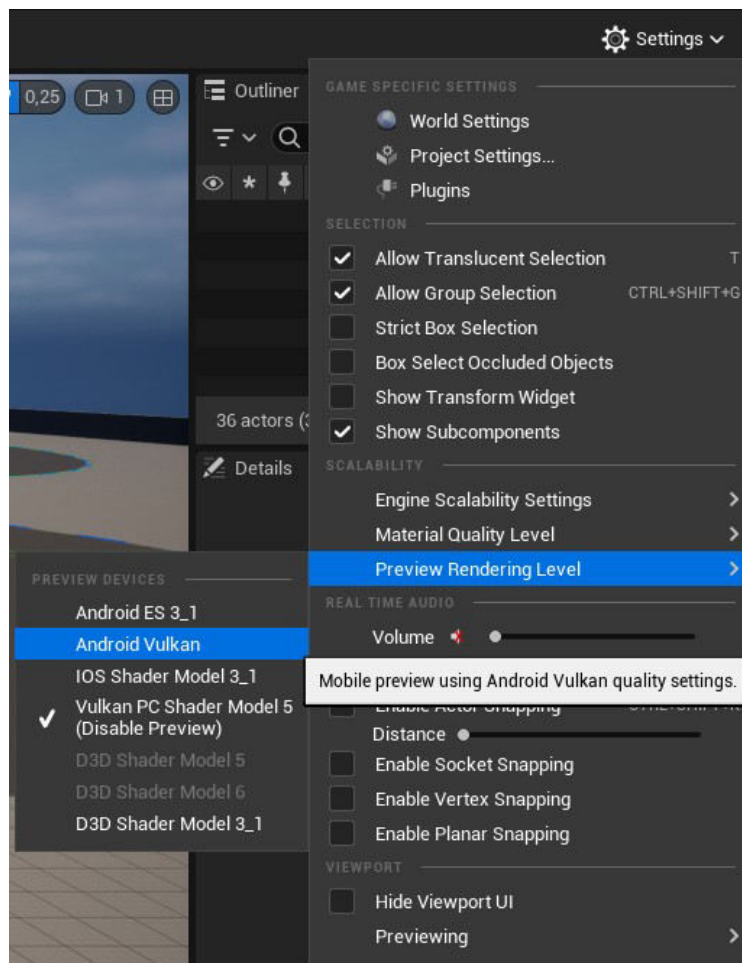 Settings
0,25
1
Outliner
36 actors (3
Details
GAME SPECIFIC SETTINGS
World Settings
Project Settings...
Plugins
SELECTION
Allow Translucent Selection T
Allow Group Selection CTRL+SHIFT+G
Strict Box Selection
Box Select Occluded Objects
Show Transform Widget
Show Subcomponents
SCALABILITY
Engine Scalability Settings
Material Quality Level
Preview Rendering Level
PREVIEW DEVICES
Android ES 3_1
Android Vulkan
IOS Shader Model 3_1
Vulkan PC Shader Model 5
(Disable Preview)
D3D Shader Model 5
D3D Shader Model 6
D3D Shader Model 3_1
REAL TIME AUDIO
Volume
Mobile preview using Android Vulkan quality settings.
Enable Actor Snapping
Distance
Enable Socket Snapping
Enable Vertex Snapping
Enable Planar Snapping
VIEWPORT
Hide Viewport UI
Previewing